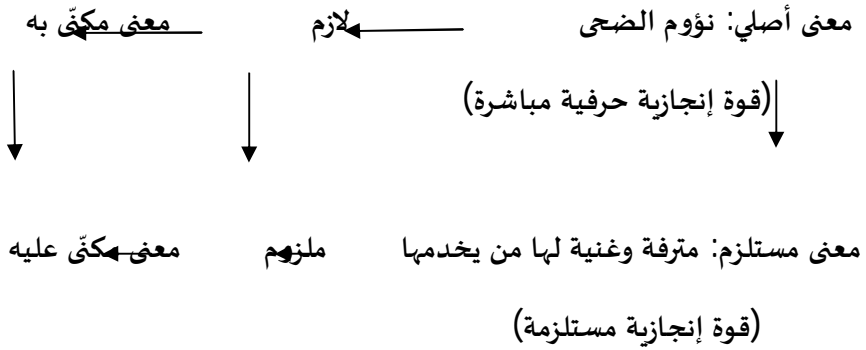 معنى أصلي: نؤوم الضحى لازم معنى مكنّى به
(قوة إنجازية حرفية مباشرة)
معنى مستلزم: مترفة وغنية لها من يخدمها ملزوم معنى مكنّى عليه
(قوة إنجازية مستلزمة)